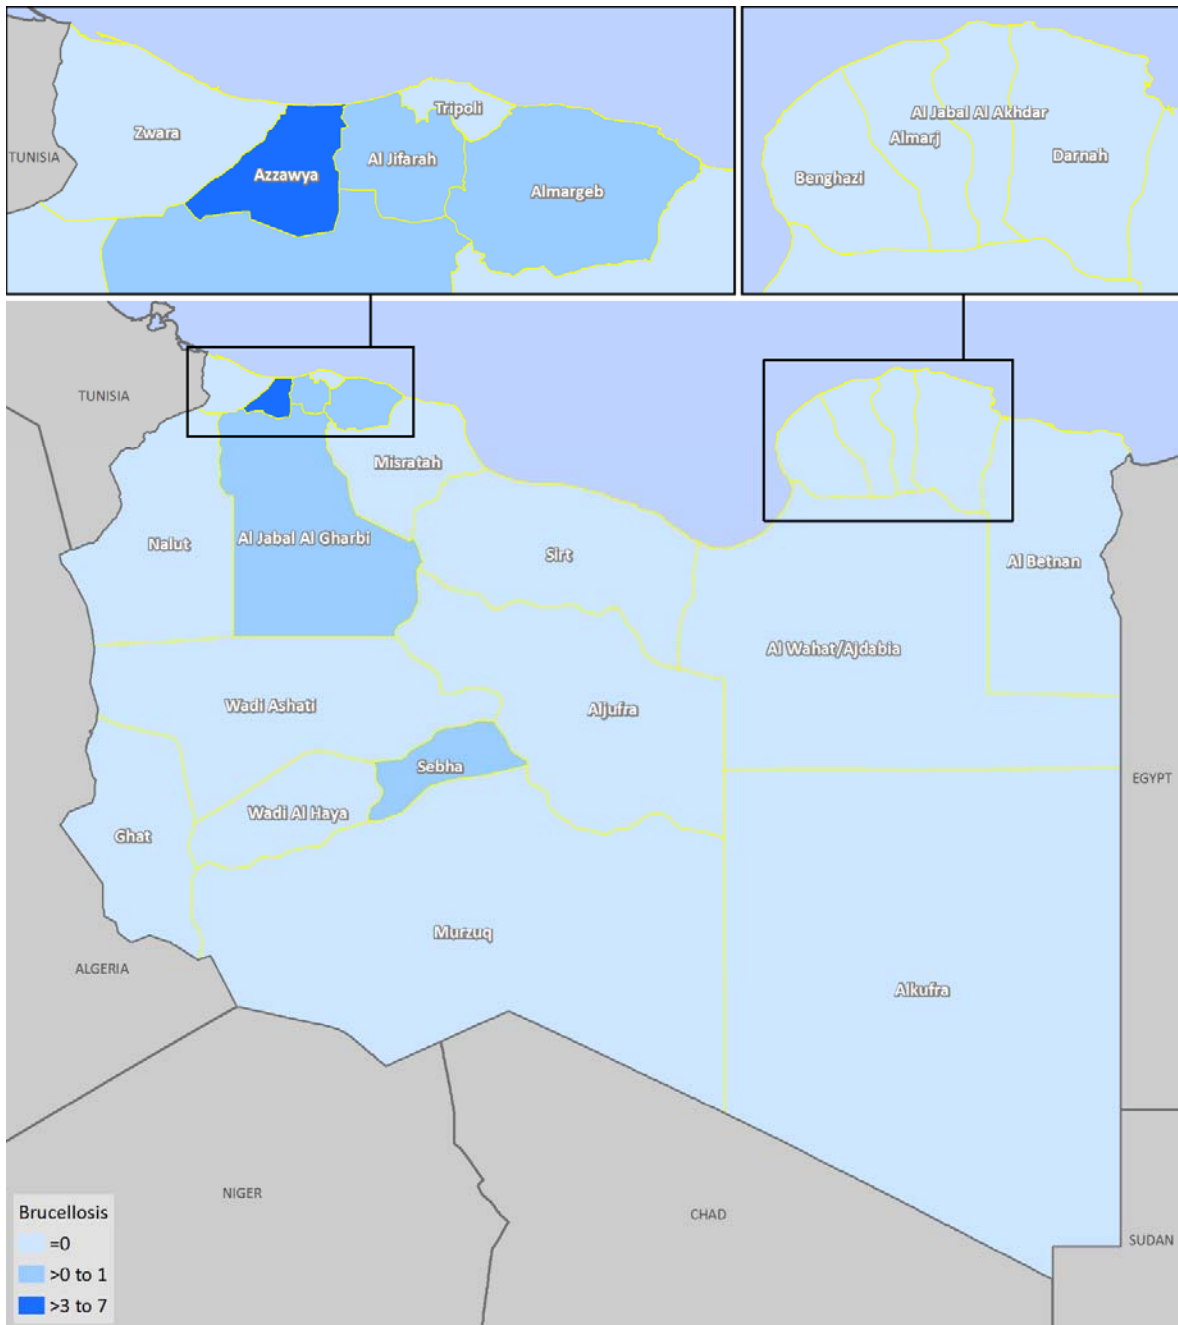 Tripoli
Zwara
TUNISIA
Al Jifarah
Azzawya
Almargeb
Al Jabal Al Akhdar
Almarj
Darnah
Benghazi
TUNISIA
Misratah
Nalut
Al Jabal Al Gharbi
Sirt
Al Betnan
Al Wahat/Ajdabia
Wadi Ashati
Aljufra
Sebha
EGYPT
Wadi Al Haya
Ghat
Murzuq
ALGERIA
Alkufra
NIGER
CHAD
SUDAN
Brucellosis
=0
>0 to 1
>3 to 7